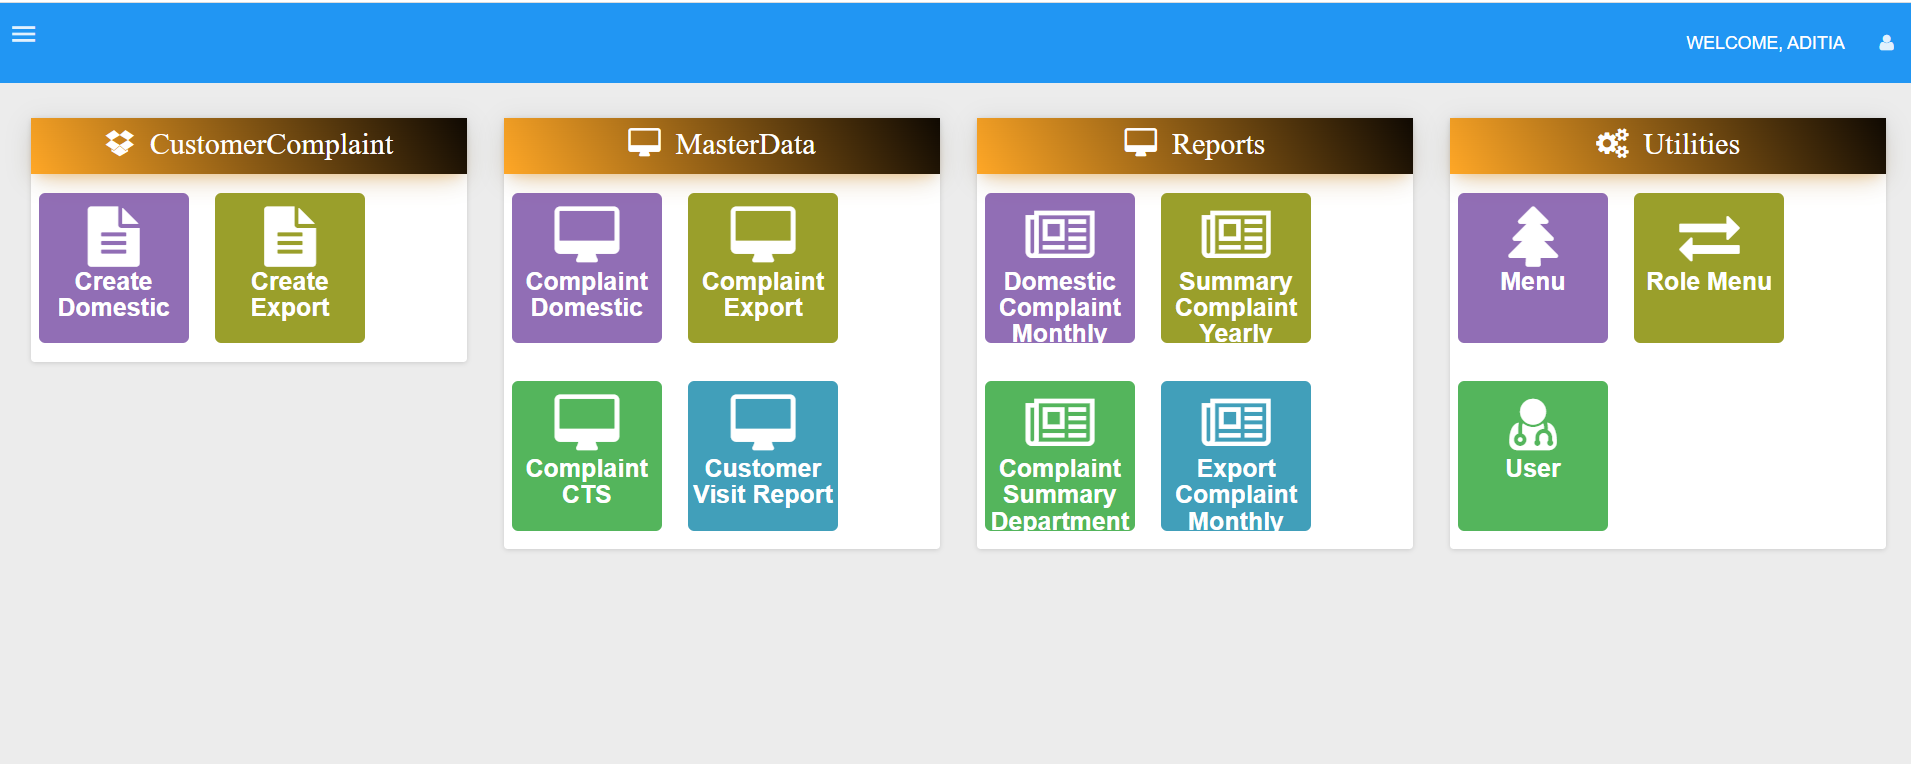 WELCOME, ADITIA
CustomerComplaint
Create
Domestic
Create
Export
MasterData
Complaint
Domestic
Complaint
Export
Complaint
CTS
Customer
Visit Report
Reports
Domestic
Complaint
Monthly
Summary
Complaint
Yearly
Complaint
Summary
Department
Export
Complaint
Monthly
Utilities
Menu
Role Menu
User